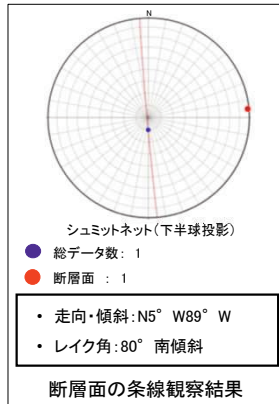 N
シュミットネット(下半球投影)
総データ数: 1
断層面 : 1
• 走向・傾斜:N5°W89°W
• レイク角:80°南傾斜
断層面の条線観察結果